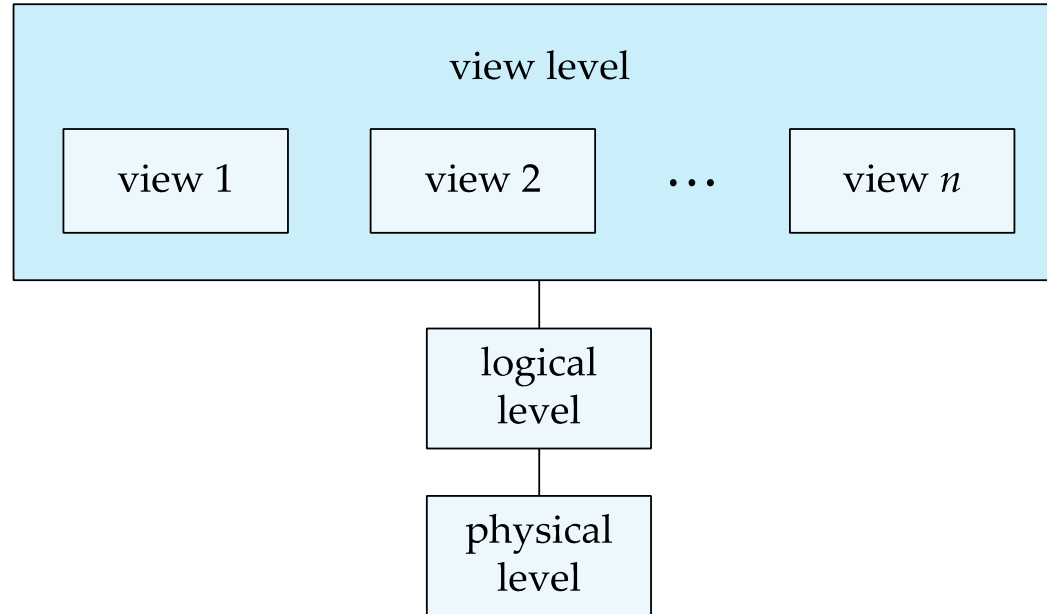 view level
view 1
view 2
...
view n
logical
level
physical
level